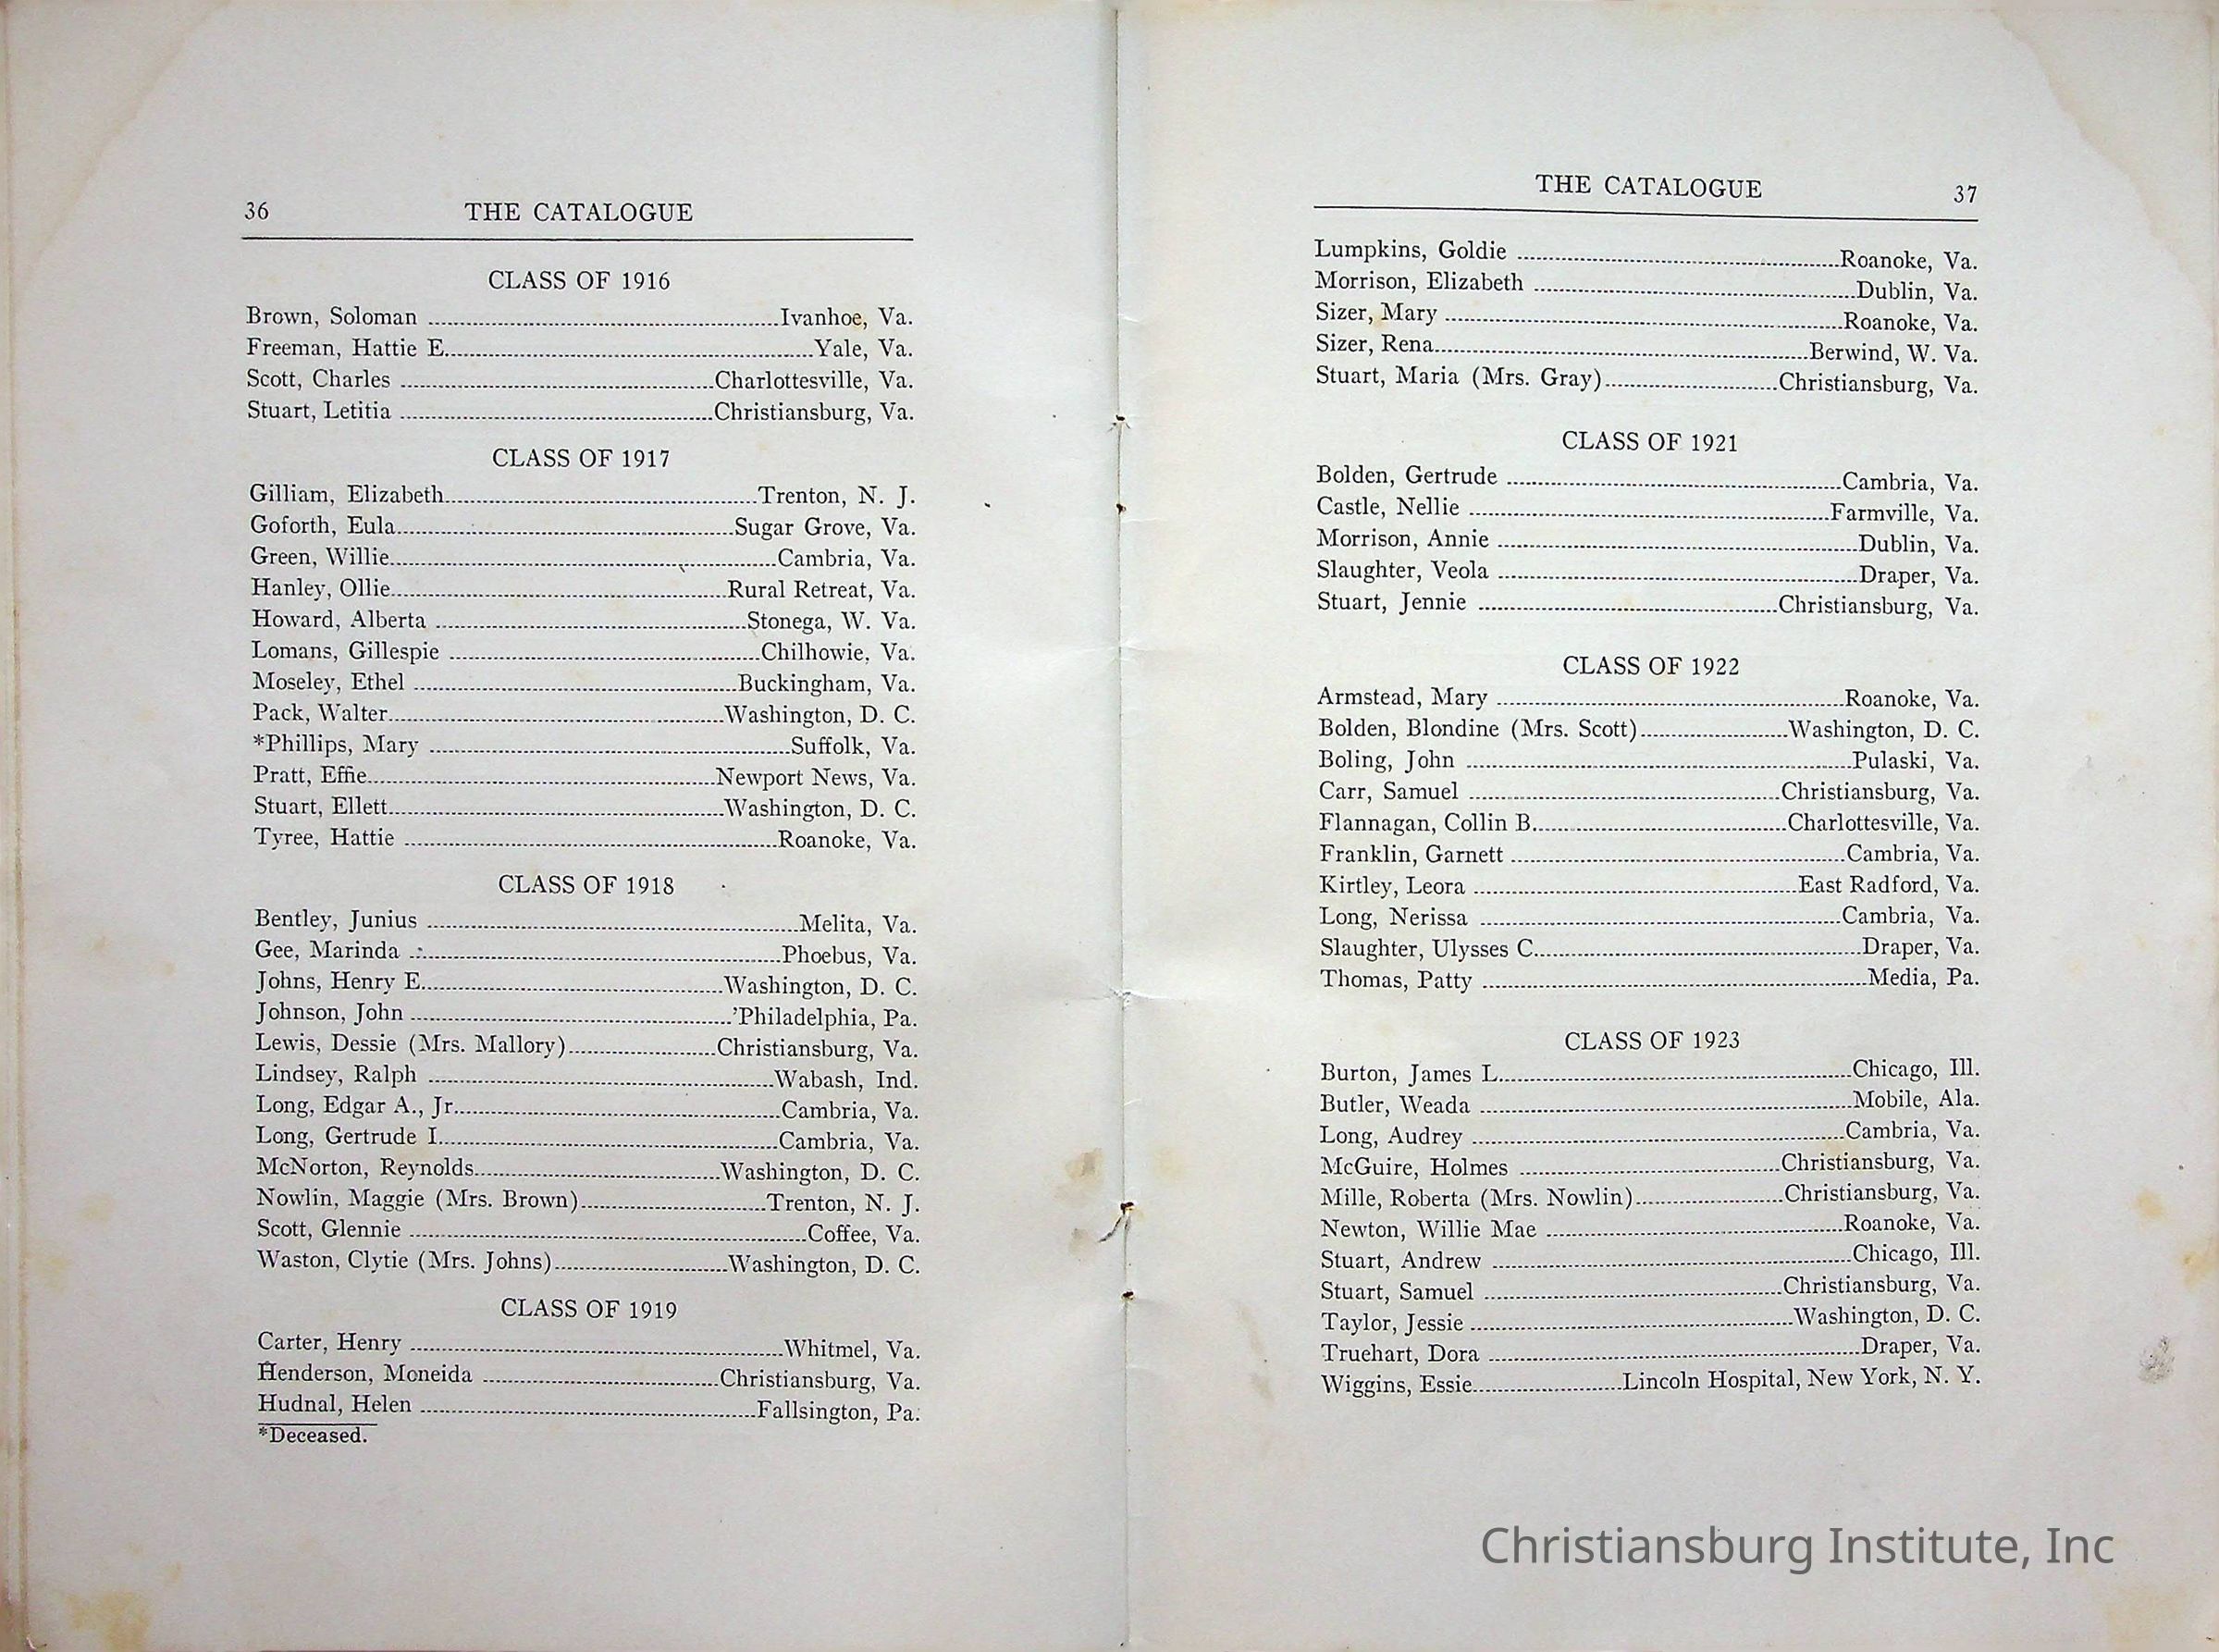 36 THE CATALOGUE
CLASS OF 1916
Brown, Soloman Ivanhoe, Va.
Freeman, Hattie E. Yale, Va.
Scott, Charles Charlottesville, Va.
Stuart, Letitia Christiansburg, Va.
CLASS OF 1917
Gilliam, Elizabeth Trenton, N. J.
Goforth, Eula Sugar Grove, Va.
Green, Willie Cambria, Va.
Hanley, Ollie Rural Retreat, Va.
Howard, Alberta Stonega, W. Va.
Lomans, Gillespie Chilhowie, Va.
Moseley, Ethel Buckingham, Va.
Pack, Walter Washington, D. C.
*Phillips, Mary Suffolk, Va.
Pratt, Effie Newport News, Va.
Stuart, Ellett Washington, D. C.
Tyree, Hattie Roanoke, Va.
CLASS OF 1918
Bentley, Junius Melita, Va.
Gee, Marinda Phoebus, Va.
Johns, Henry E. Washington, D. C.
Johnson, John 'Philadelphia, Pa.
Lewis, Dessie (Mrs. Mallory) Christiansburg, Va.
Lindsey, Ralph Wabash, Ind.
Long, Edgar A., Jr. Cambria, Va.
Long, Gertrude I. Cambria, Va.
McNorton, Reynolds Washington, D. C.
Nowlin, Maggie (Mrs. Brown) Trenton, N. J.
Scott, Glennie Coffee, Va.
Waston, Clytie (Mrs. Johns) Washington, D. C.
CLASS OF 1919
Carter, Henry Whitmel, Va.
Henderson, Moneida Christiansburg, Va.
Hudnal, Helen Fallsington, Pa.
*Deceased.
THE CATALOGUE 37
Lumpkins, Goldie Roanoke, Va.
Morrison, Elizabeth Dublin, Va.
Sizer, Mary Roanoke, Va.
Sizer, Rena Berwind, W. Va.
Stuart, Maria (Mrs. Gray) Christiansburg, Va.
CLASS OF 1921
Bolden, Gertrude Cambria, Va.
Castle, Nellie Farmville, Va.
Morrison, Annie Dublin, Va.
Slaughter, Veola Draper, Va.
Stuart, Jennie Christiansburg, Va.
CLASS OF 1922
Armstead, Mary Roanoke, Va.
Bolden, Blondine (Mrs. Scott) Washington, D. C.
Boling, John Pulaski, Va.
Carr, Samuel Christiansburg, Va.
Flannagan, Collin B. Charlottesville, Va.
Franklin, Garnett Cambria, Va.
Kirtley, Leora East Radford, Va.
Long, Nerissa Cambria, Va.
Slaughter, Ulysses C. Draper, Va.
Thomas, Patty Media, Pa.
CLASS OF 1923
Burton, James L. Chicago, Ill.
Butler, Weada Mobile, Ala.
Long, Audrey Cambria, Va.
McGuire, Holmes Christiansburg, Va.
Mille, Roberta (Mrs. Nowlin) Christiansburg, Va.
Newton, Willie Mae Roanoke, Va.
Stuart, Andrew Chicago, Ill.
Stuart, Samuel Christiansburg, Va.
Taylor, Jessie Washington, D. C.
Truehart, Dora Draper, Va.
Wiggins, Essie Lincoln Hospital, New York, N. Y.
Christiansburg Institute, Inc